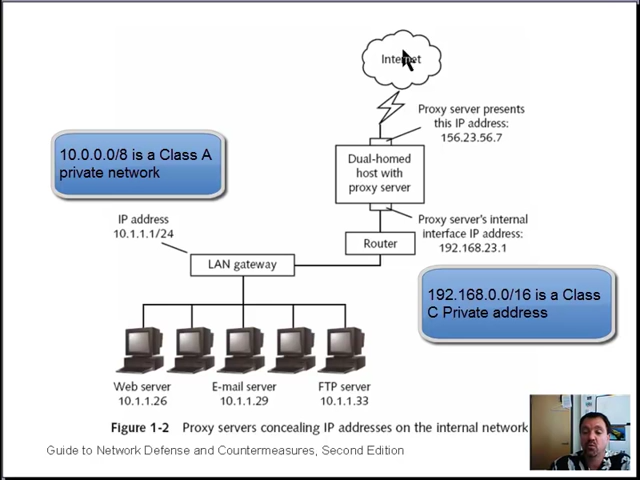 Internet
Proxy server presents
this IP address:
156.23.56.7
10.0.0.0/8 is a Class A
private network
Dual-homed
host with
proxy server
IP address
10.1.1.1/24
Proxy server's internal
interface IP address:
192.168.23.1
Router
LAN gateway
192.168.0.0/16 is a Class
C Private address
Web server
10.1.1.26
E-mail server
10.1.1.29
FTP server
10.1.1.33
Figure 1-2 Proxy servers concealing IP addresses on the internal network
Guide to Network Defense and Countermeasures, Second Edition